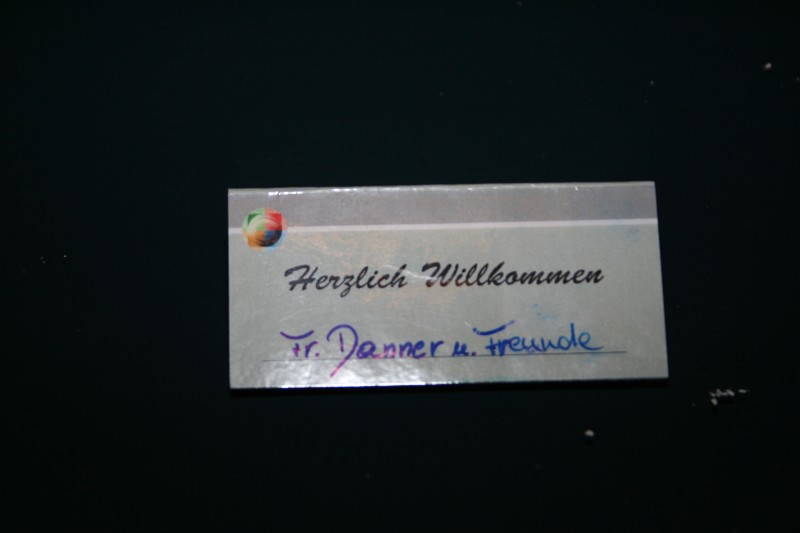 Herzlich Willkommen
Fr. Danner u. Freunde